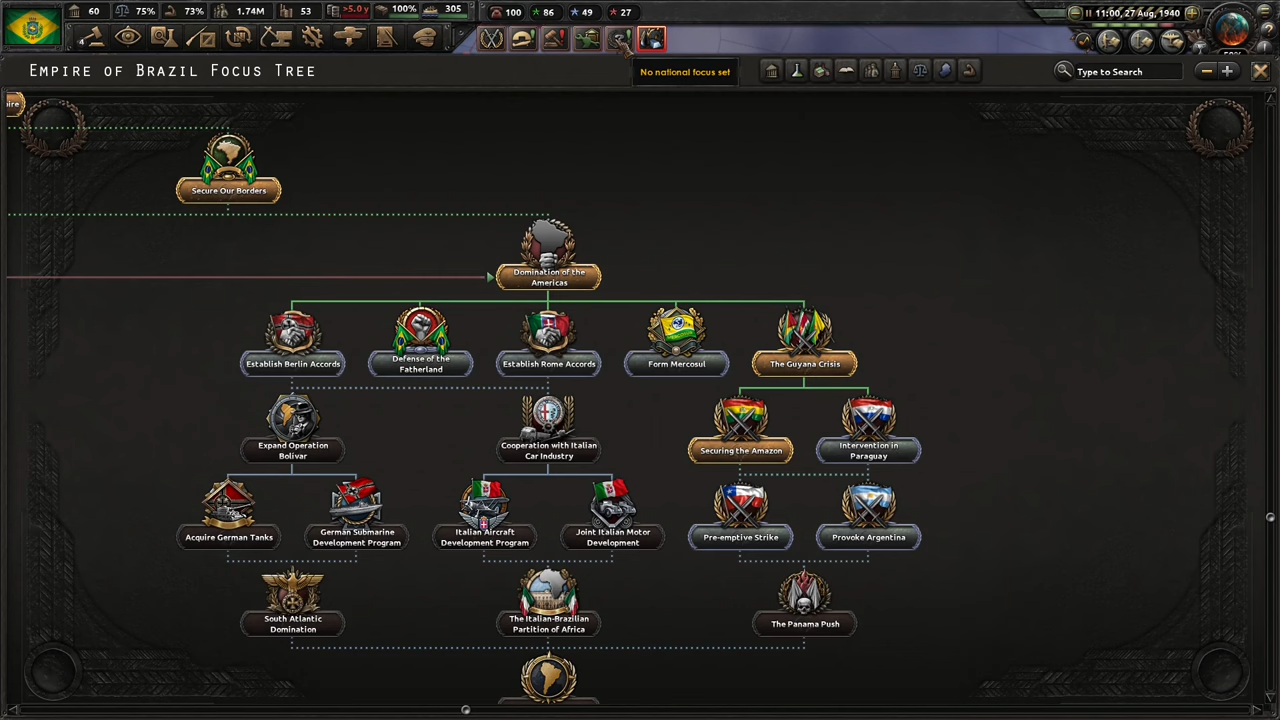 60 75% 73% 1.74M 53 >5.0 y 100% 305 100 86 49 27 11:00, 27 Aug, 1940
Empire of Brazil Focus Tree
No national focus set
Type to Search
ire
Secure Our Borders
Domination of the
Americas
Establish Berlin Accords
Defense of the
Fatherland
Establish Rome Accords
Form Mercosul
The Guyana Crisis
Expand Operation
Bolivar
Cooperation with Italian
Car Industry
Securing the Amazon
Intervention in
Paraguay
Acquire German Tanks
German Submarine
Development Program
Italian Aircraft
Development Program
Joint Italian Motor
Development
Pre-emptive Strike
Provoke Argentina
South Atlantic
Domination
The Italian-Brazilian
Partition of Africa
The Panama Push